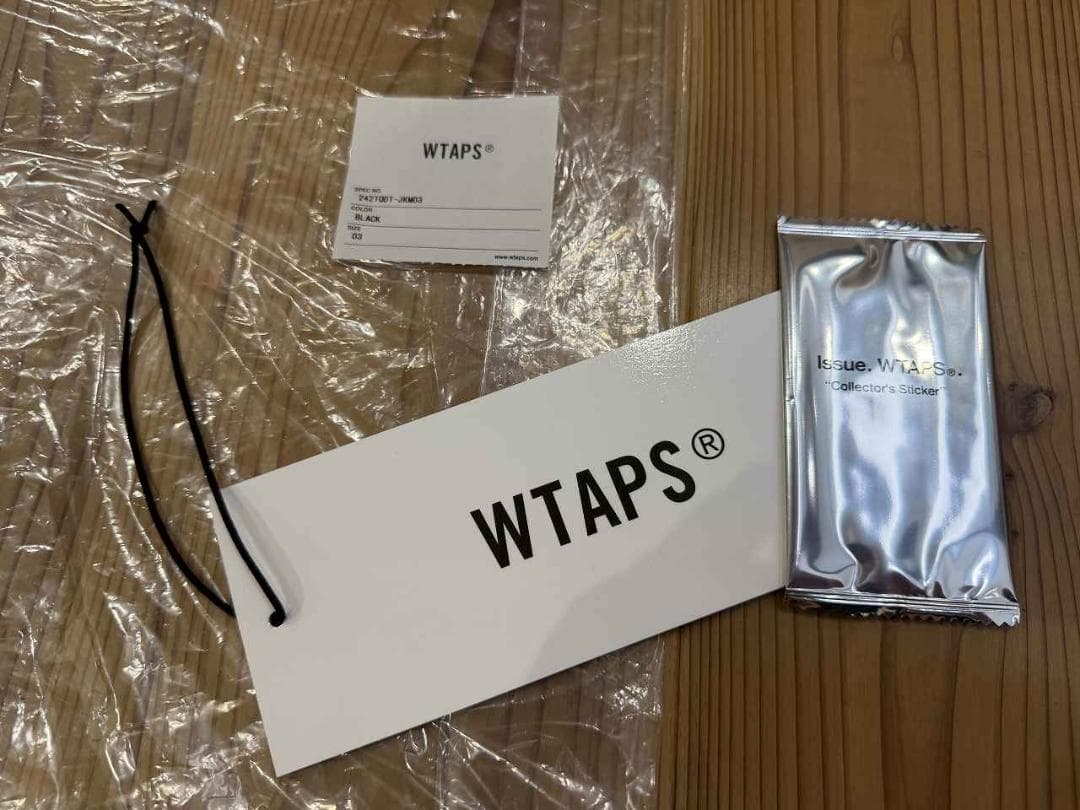 WTAPS®
SPEC NO.
242TQDT-JKM03
COLOR
BLACK
SIZE
03
www.wtaps.com
Issue. WTAPS®.
"Collector's Sticker"
WTAPS®